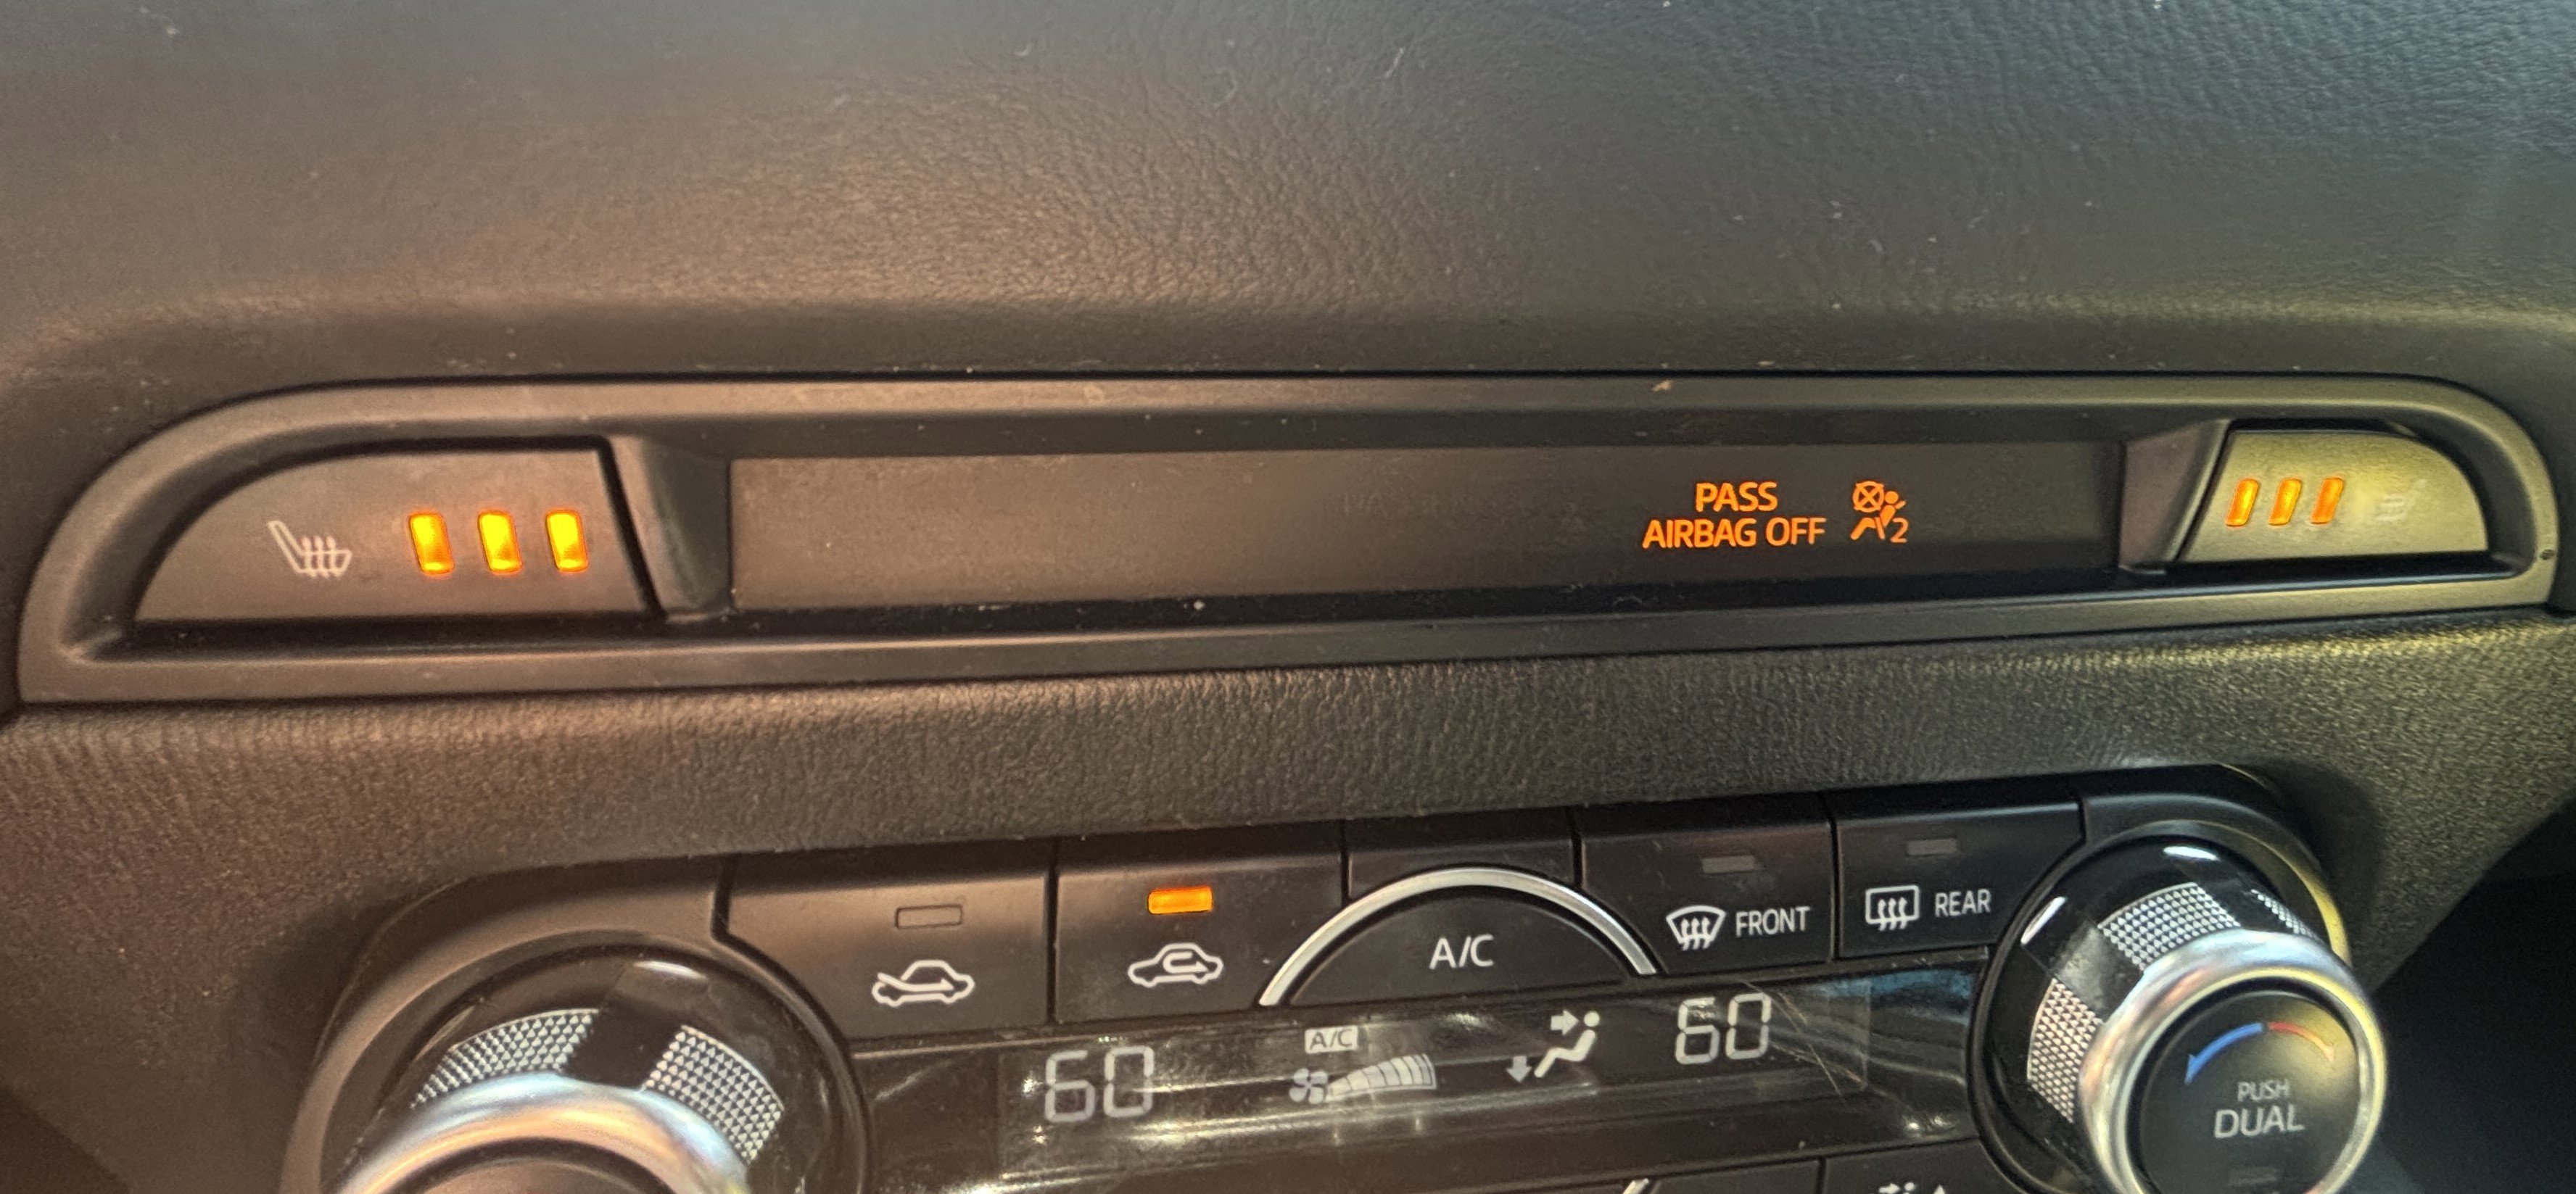 PASS
AIRBAG OFF 2
A/C
FRONT
REAR
60
A/C
60
PUSH
DUAL